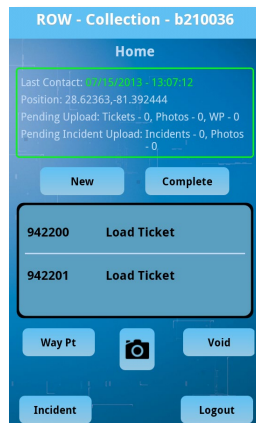 ROW - Collection - b210036
Home
Last Contact: 07/15/2013 - 13:07:12
Position: 28.62363,-81.392444
Pending Upload: Tickets - 0, Photos - 0, WP - 0
Pending Incident Upload: Incidents - 0, Photos
- 0
New Complete
942200 Load Ticket
942201 Load Ticket
Way Pt Void
Incident Logout